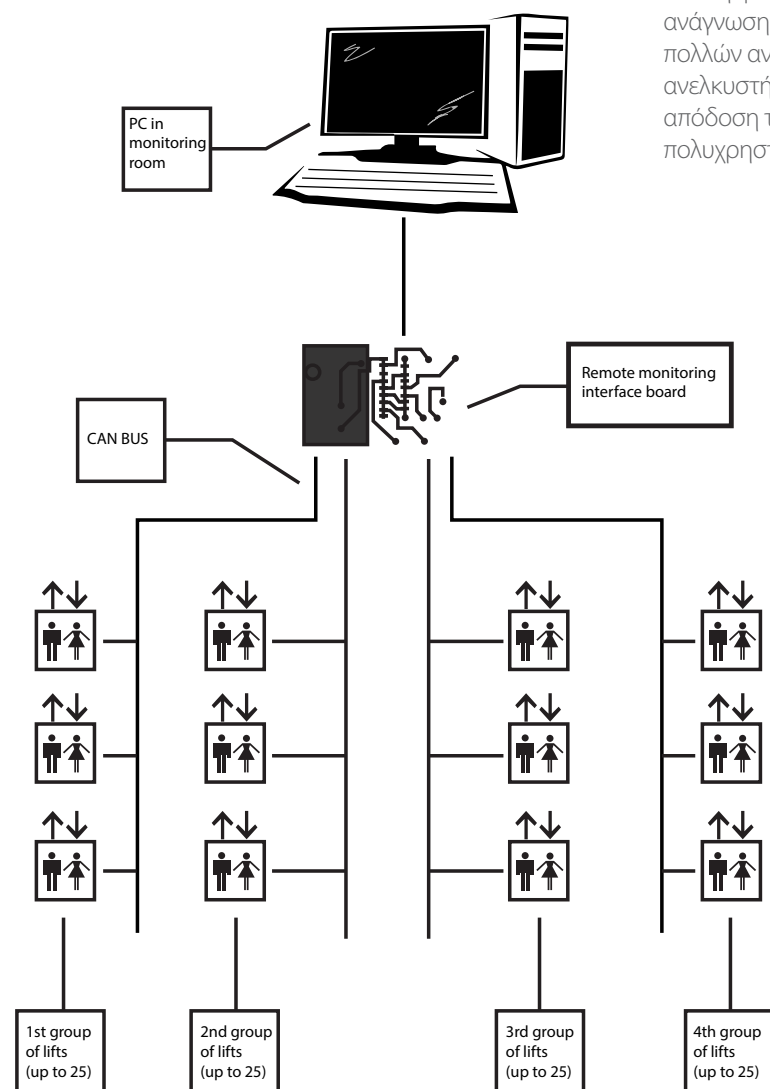 ανάγνωση
πολλών αν
ανελκυστή
απόδοση τ
πολυχρηστ
PC in
monitoring
room
Remote monitoring
interface board
CAN BUS
1st group
of lifts
(up to 25)
2nd group
of lifts
(up to 25)
3rd group
of lifts
(up to 25)
4th group
of lifts
(up to 25)